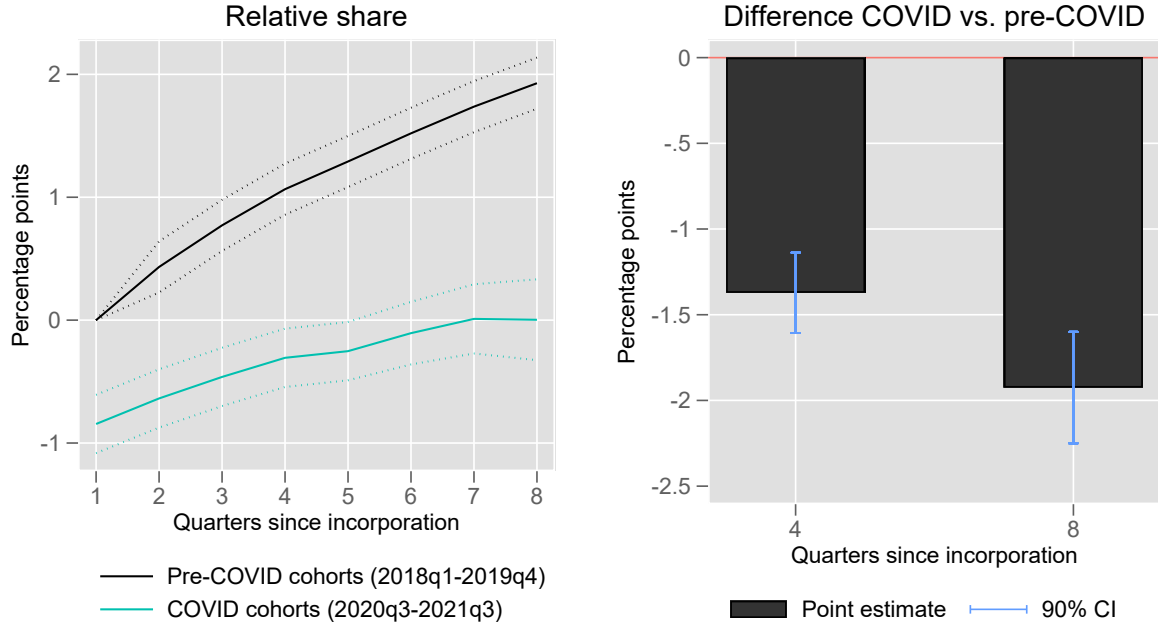 Relative share
Percentage points
2
1
0
-1
1 2 3 4 5 6 7 8
Quarters since incorporation
Pre-COVID cohorts (2018q1-2019q4)
COVID cohorts (2020q3-2021q3)
Difference COVID vs. pre-COVID
Percentage points
0
-.5
-1
-1.5
-2
-2.5
4 8
Quarters since incorporation
Point estimate 90% CI